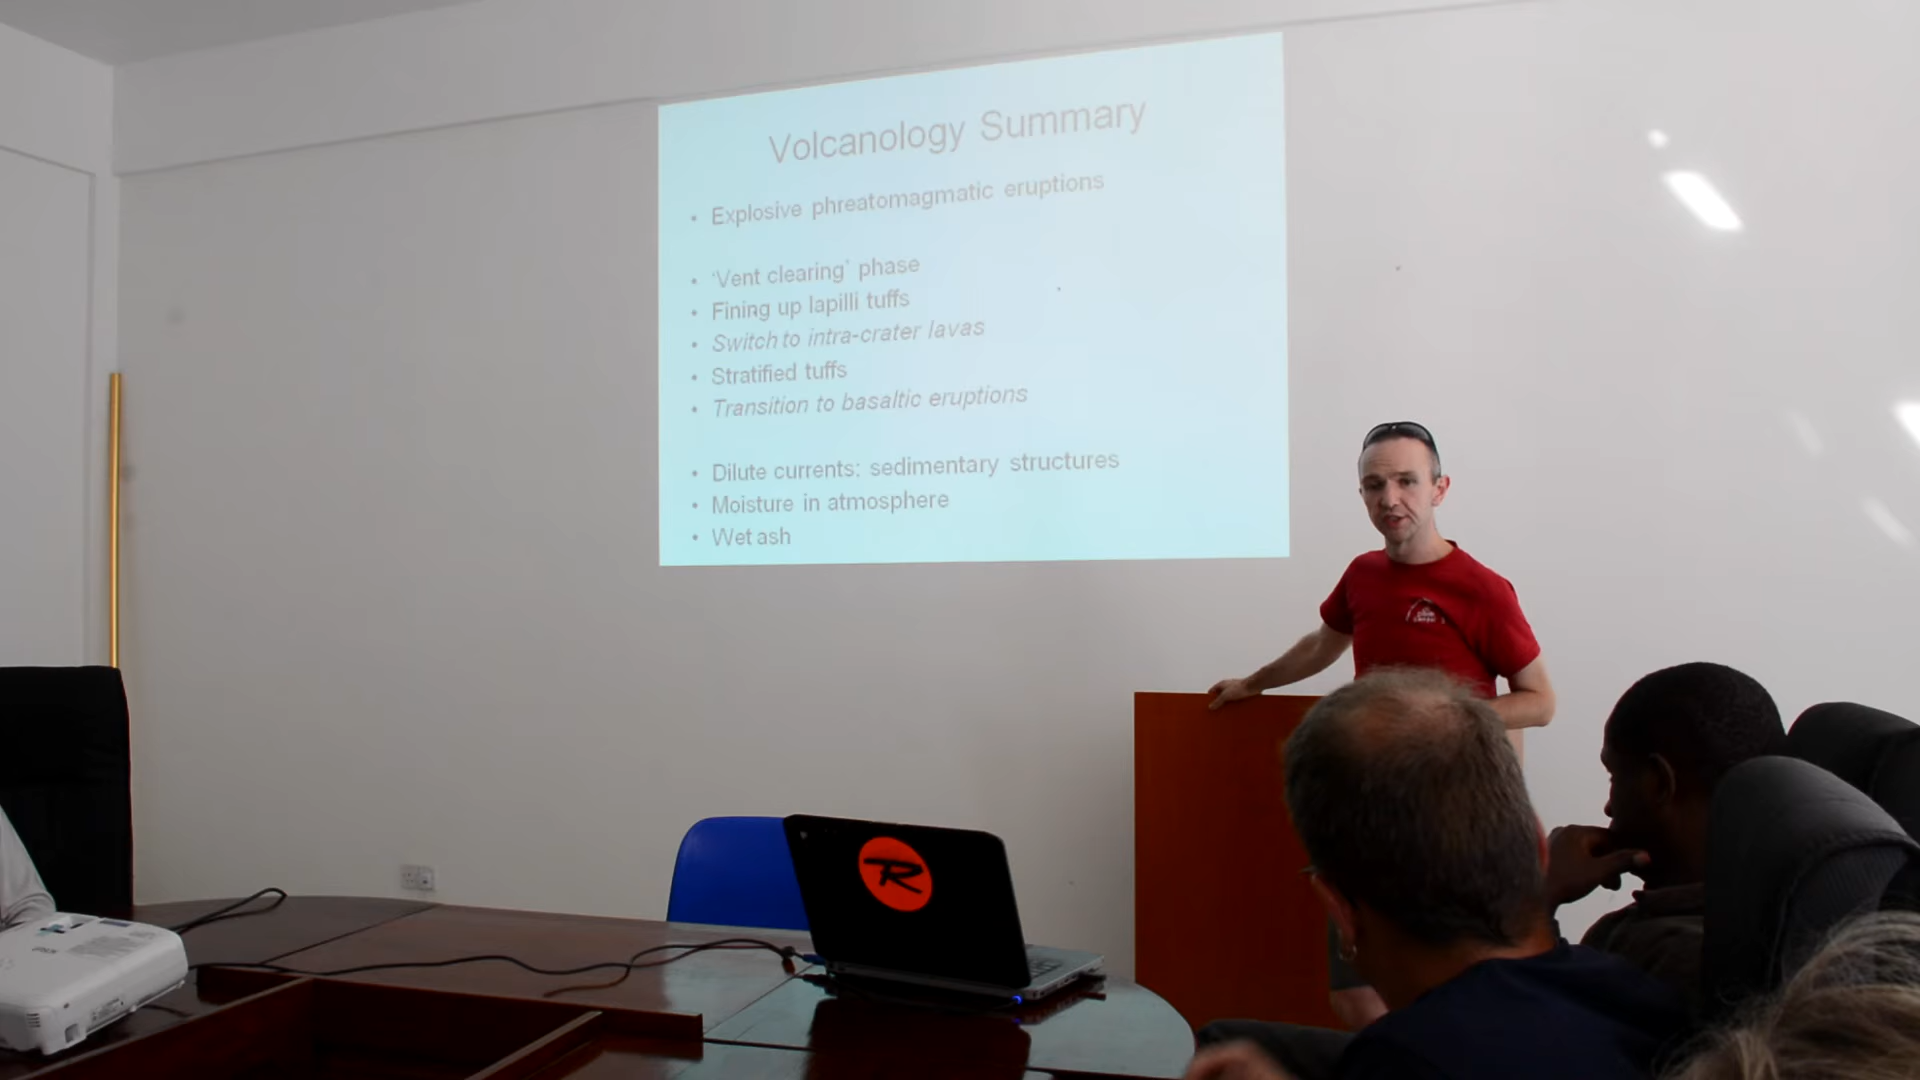 Volcanology Summary
• Explosive phreatomagmatic eruptions
• ‘Vent clearing’ phase
• Fining up lapilli tuffs
• Switch to intra-crater lavas
• Stratified tuffs
• Transition to basaltic eruptions
• Dilute currents: sedimentary structures
• Moisture in atmosphere
• Wet ash
R